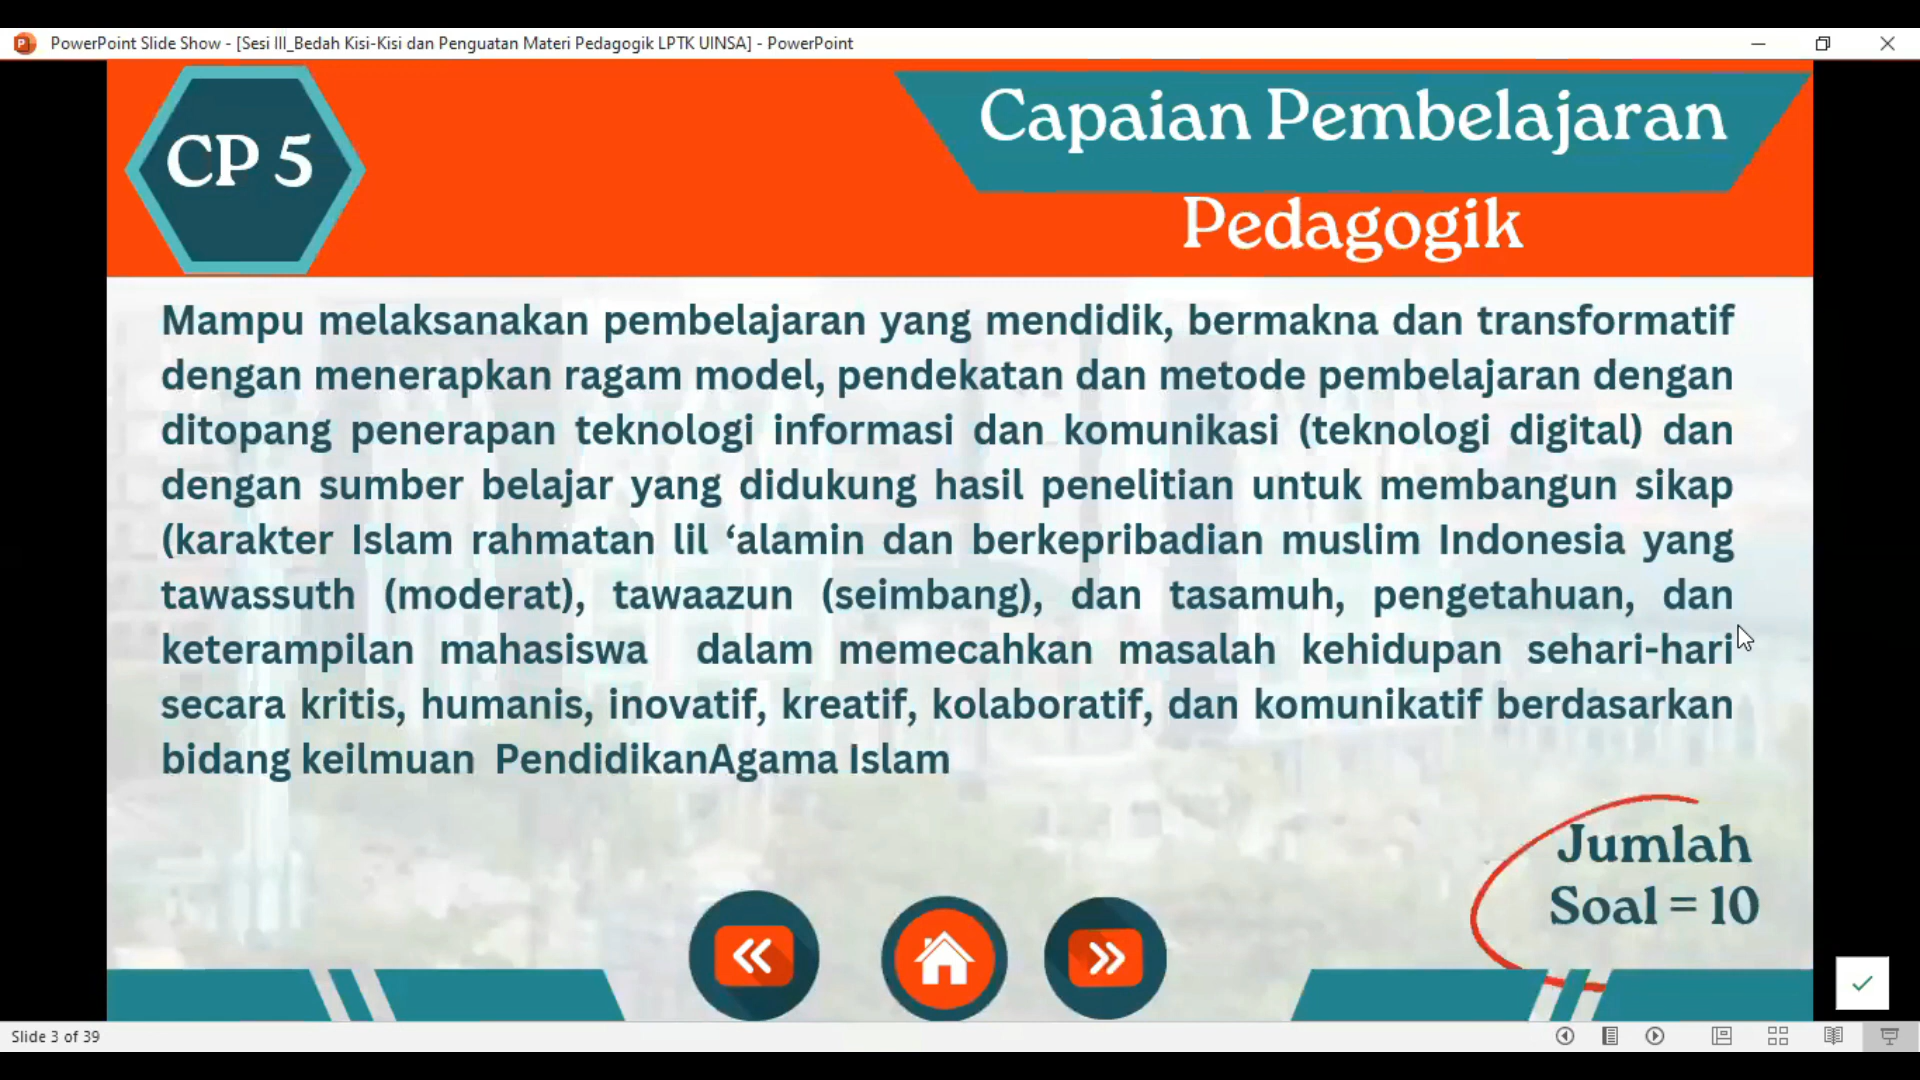 PowerPoint Slide Show - [Sesi III_Bedah Kisi-Kisi dan Penguatan Materi Pedagogik LPTK UINSA] - PowerPoint
CP 5
Capaian Pembelajaran
Pedagogik
Mampu melaksanakan pembelajaran yang mendidik, bermakna dan transformatif
dengan menerapkan ragam model, pendekatan dan metode pembelajaran dengan
ditopang penerapan teknologi informasi dan komunikasi (teknologi digital) dan
dengan sumber belajar yang didukung hasil penelitian untuk membangun sikap
(karakter Islam rahmatan lil ‘alamin dan berkepribadian muslim Indonesia yang
tawassuth (moderat), tawaazun (seimbang), dan tasamuh, pengetahuan, dan
keterampilan mahasiswa dalam memecahkan masalah kehidupan sehari-hari
secara kritis, humanis, inovatif, kreatif, kolaboratif, dan komunikatif berdasarkan
bidang keilmuan PendidikanAgama Islam
Jumlah
Soal = 10
Slide 3 of 39